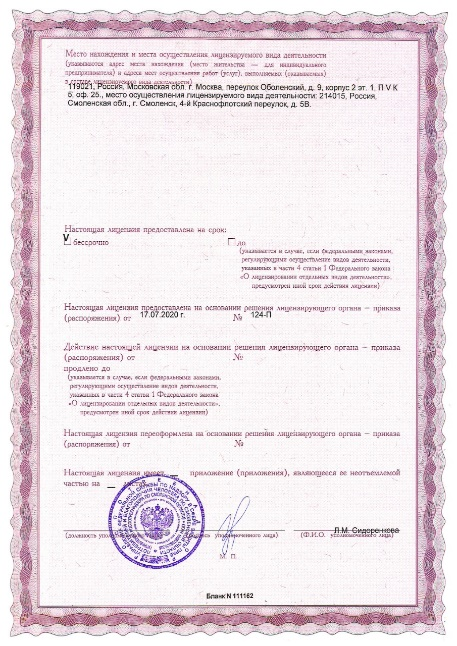 Место нахождения и места осуществления лицензируемого вида деятельности
(указываются адрес места нахождения (место жительства — для индивидуального
предпринимателя) и адреса мест осуществления работ (услуг), выполняемых (оказываемых)
в составе лицензируемого вида деятельности)
119021, Россия, Московская обл. г. Москва, переулок Оболенский, д. 9, корпус 2 эт. 1, П V К
5, оф. 25., место осуществления лицензируемого вида деятельности: 214015, Россия,
Смоленская обл., г. Смоленск, 4-й Краснофлотский переулок, д. 5В.
Настоящая лицензия предоставлена на срок:
V бессрочно до
(указывается в случае, если федеральными законами,
регулирующими осуществление видов деятельности,
указанных в части 4 статьи 1 Федерального закона
«О лицензировании отдельных видов деятельности»,
предусмотрен иной срок действия лицензии)
Настоящая лицензия предоставлена на основании решения лицензирующего органа – приказа
(распоряжения) от 17.07.2020 г. № 124-П
Действие настоящей лицензии на основании решения лицензирующего органа – приказа
(распоряжения) от №
продлено до
(указывается в случае, если федеральными законами,
регулирующими осуществление видов деятельности,
указанных в части 4 статьи 1 Федерального закона
«О лицензировании отдельных видов деятельности»,
предусмотрен иной срок действия лицензии)
Настоящая лицензия переоформлена на основании решения лицензирующего органа – приказа
(распоряжения) от №
Настоящая лицензия имеет приложение (приложения), являющееся ее неотъемлемой
частью на
Л.М. Сидоренкова
(должность уполномоченного лица) (подпись уполномоченного лица) (Ф.И.О. уполномоченного лица)
М. П.
Бланк N 111162